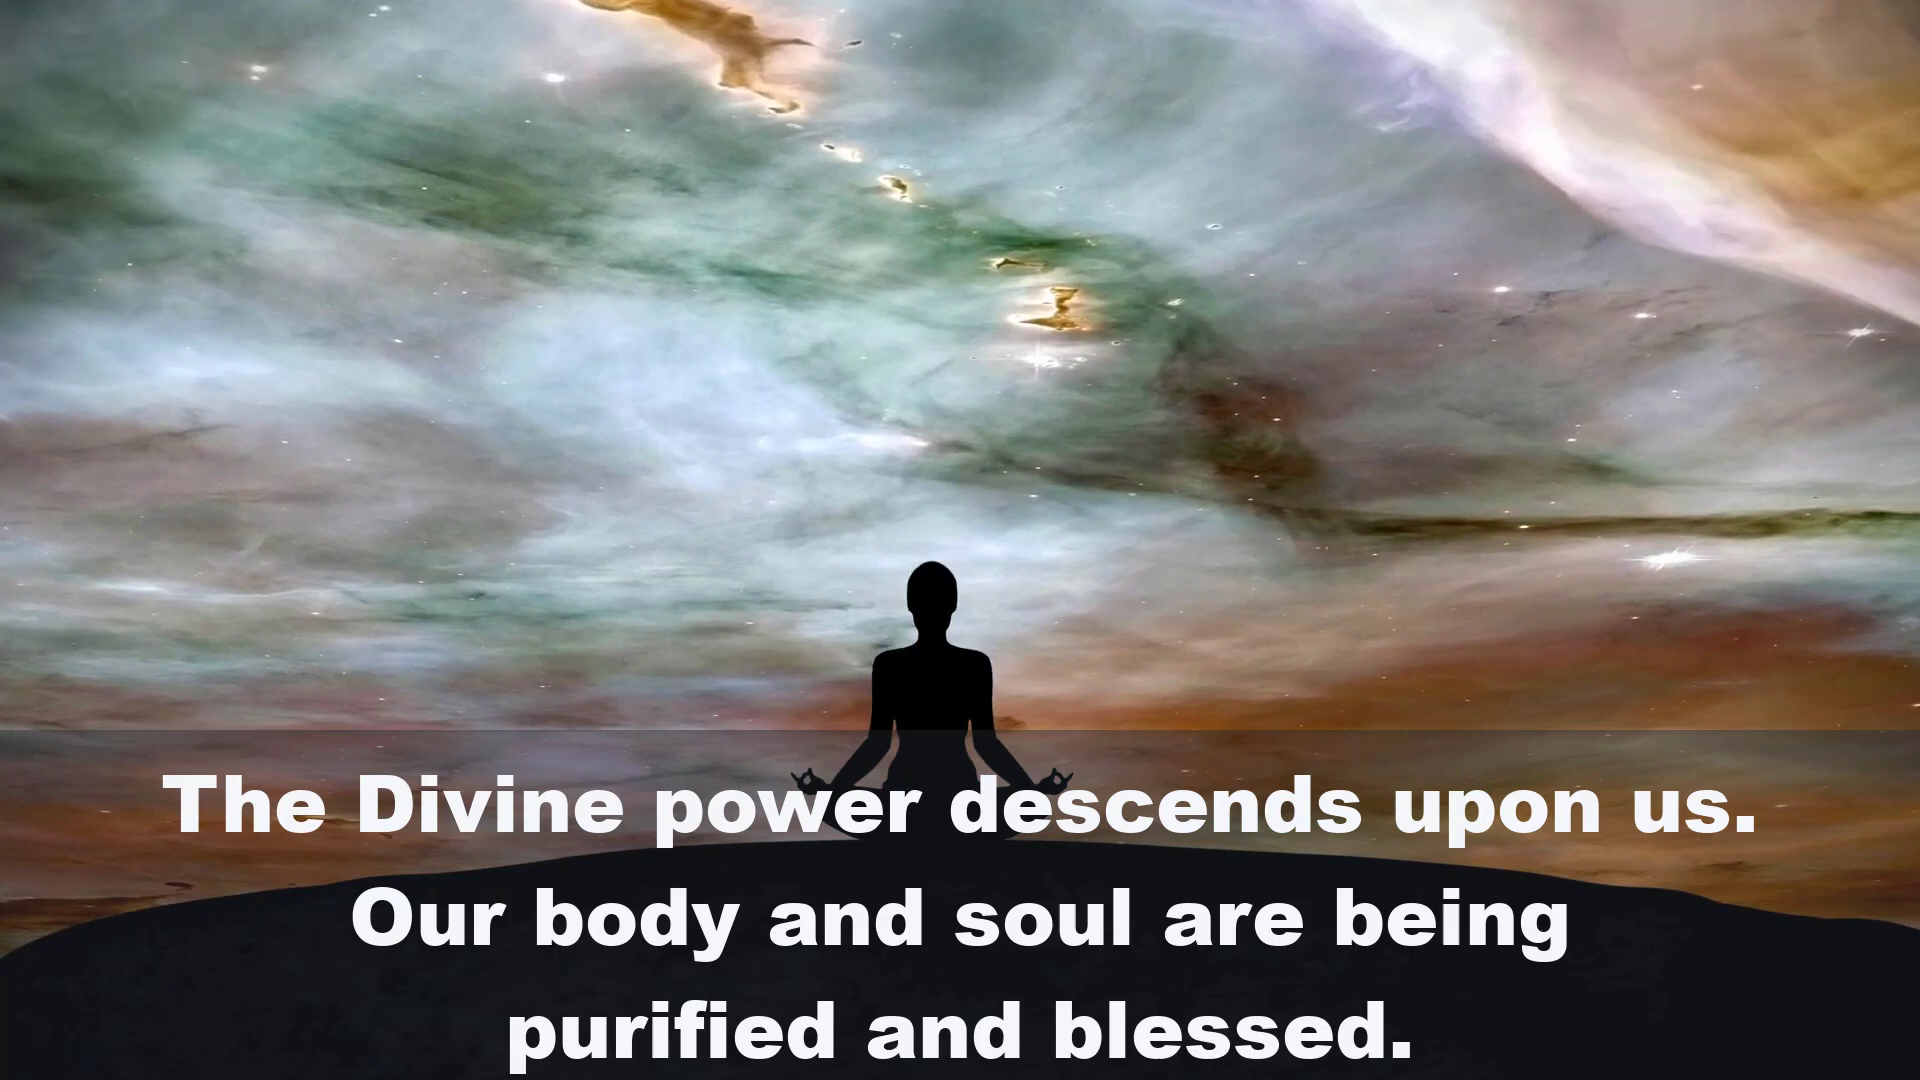 The Divine power descends upon us.
Our body and soul are being
purified and blessed.